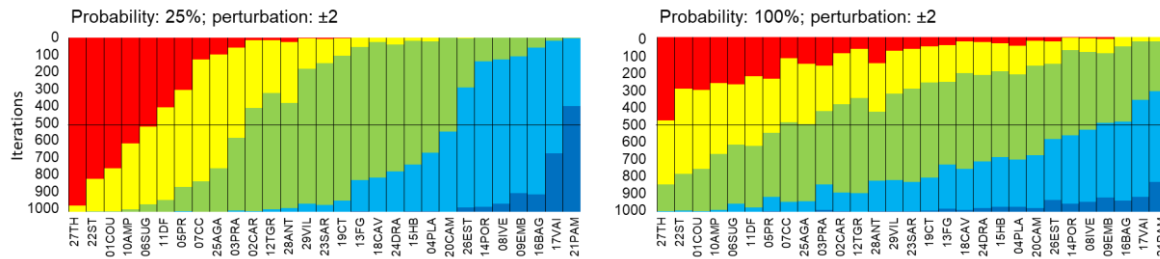 Probability: 25%; perturbation: ±2
Iterations
0
100
200
300
400
500
600
700
800
900
1000
27TH
22ST
01COU
10AMP
06SUG
11DF
05PR
07CC
25AGA
03PRA
02CAR
12TGR
28ANT
29VIL
23SAR
19CT
13FG
18CAV
24DRA
15HB
04PLA
20CAM
26EST
14POR
08IVE
09EMB
16BAG
17VAI
21PAM
Probability: 100%; perturbation: ±2
0
100
200
300
400
500
600
700
800
900
1000
27TH
22ST
01COU
10AMP
06SUG
11DF
05PR
07CC
25AGA
03PRA
02CAR
12TGR
28ANT
29VIL
23SAR
19CT
13FG
18CAV
24DRA
15HB
04PLA
20CAM
26EST
14POR
08IVE
09EMB
16BAG
17VAI